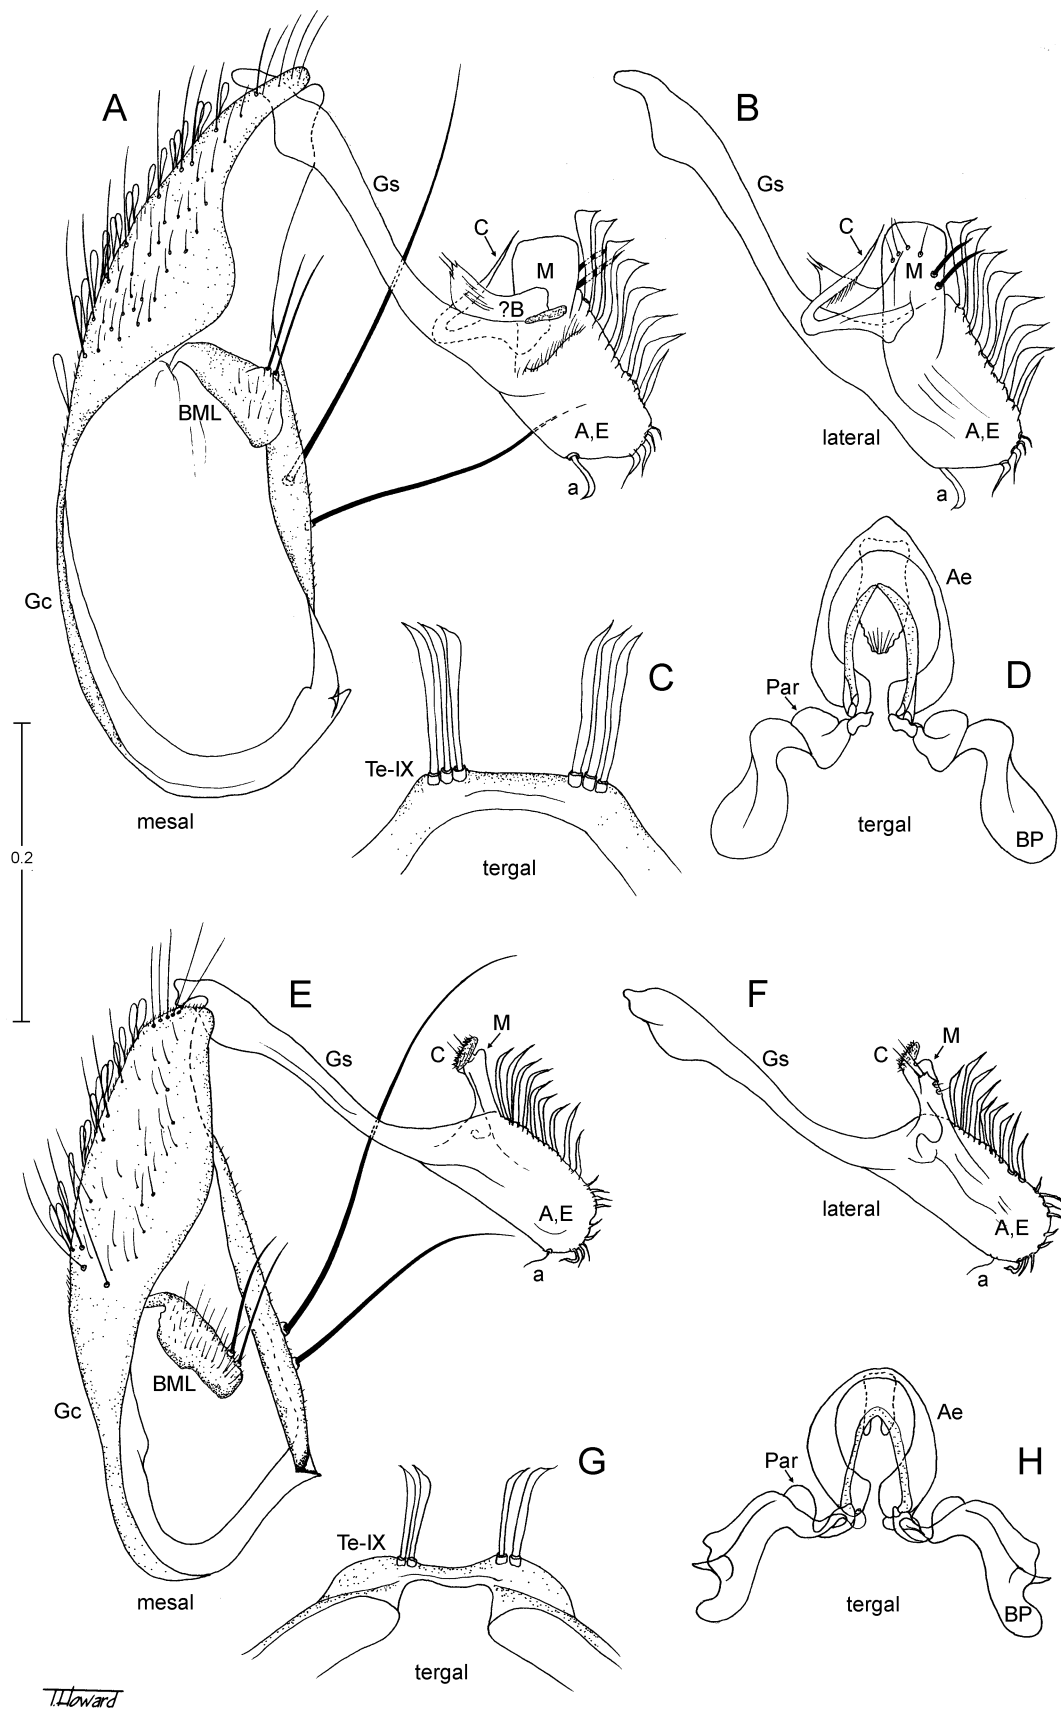 A
Gs
C
M
?B
BML
A,E
a
Gc
mesal
B
Gs
C
M
lateral
A,E
a
C
Te-IX
tergal
D
Ae
Par
tergal
BP
0.2
E
Gs
C
M
A,E
a
BML
Gc
mesal
F
Gs
C
M
lateral
A,E
a
G
Te-IX
tergal
H
Ae
Par
tergal
BP
T.Howard